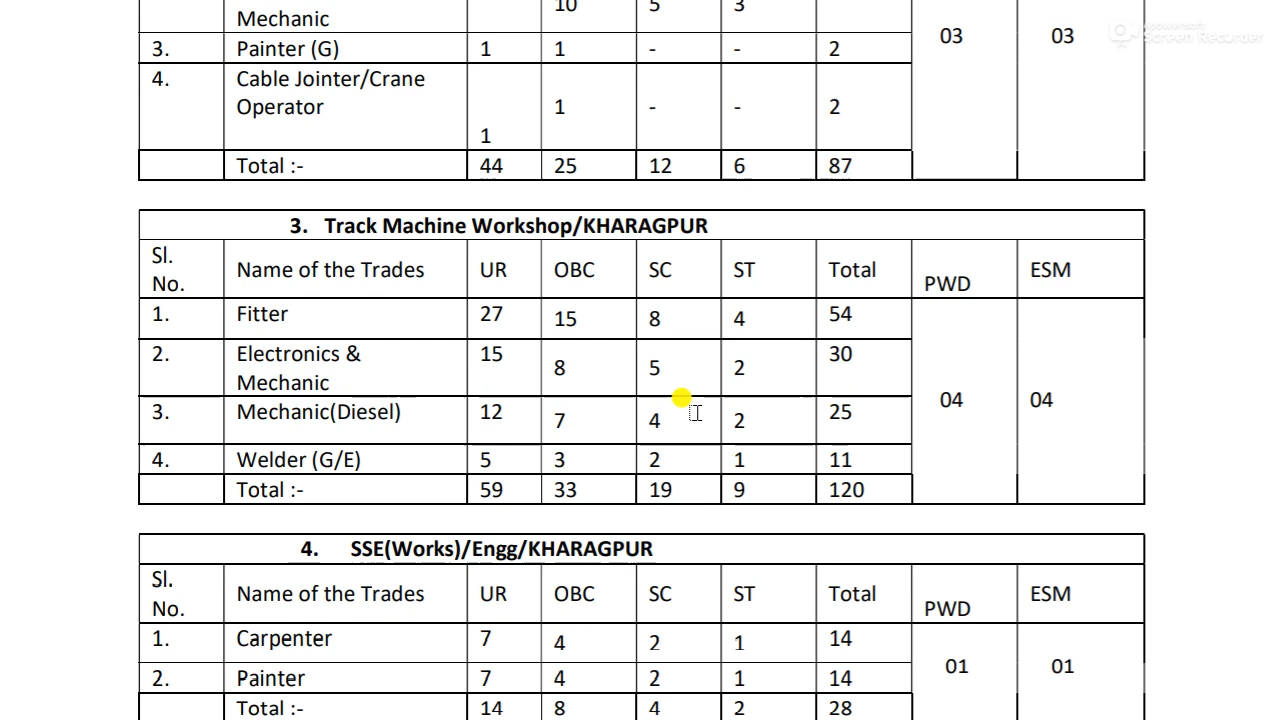 10 5 3
Mechanic
03 03
3. Painter (G) 1 1 - - 2
4. Cable Jointer/Crane
Operator 1 - - 2
1
Total :- 44 25 12 6 87
3. Track Machine Workshop/KHARAGPUR
Sl.
No. Name of the Trades UR OBC SC ST Total PWD ESM
1. Fitter 27 15 8 4 54
2. Electronics & 15 8 5 2 30
Mechanic
04 04
3. Mechanic(Diesel) 12 7 4 2 25
4. Welder (G/E) 5 3 2 1 11
Total :- 59 33 19 9 120
4. SSE(Works)/Engg/KHARAGPUR
Sl.
No. Name of the Trades UR OBC SC ST Total PWD ESM
1. Carpenter 7 4 2 1 14
01 01
2. Painter 7 4 2 1 14
Total :- 14 8 4 2 28
apowersoft
Screen Recorder